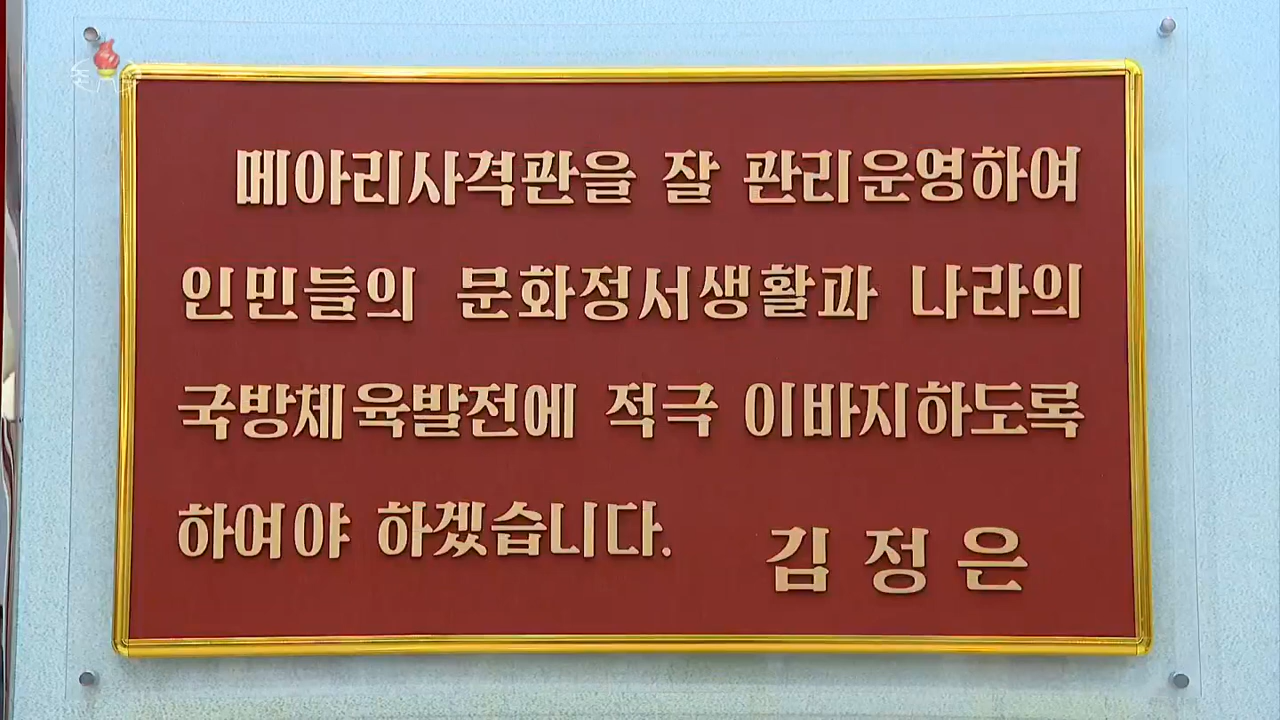 메아리사격관을 잘 관리운영하여
인민들의 문화정서생활과 나라의
국방체육발전에 적극 이바지하도록
하여야 하겠습니다.
김정은